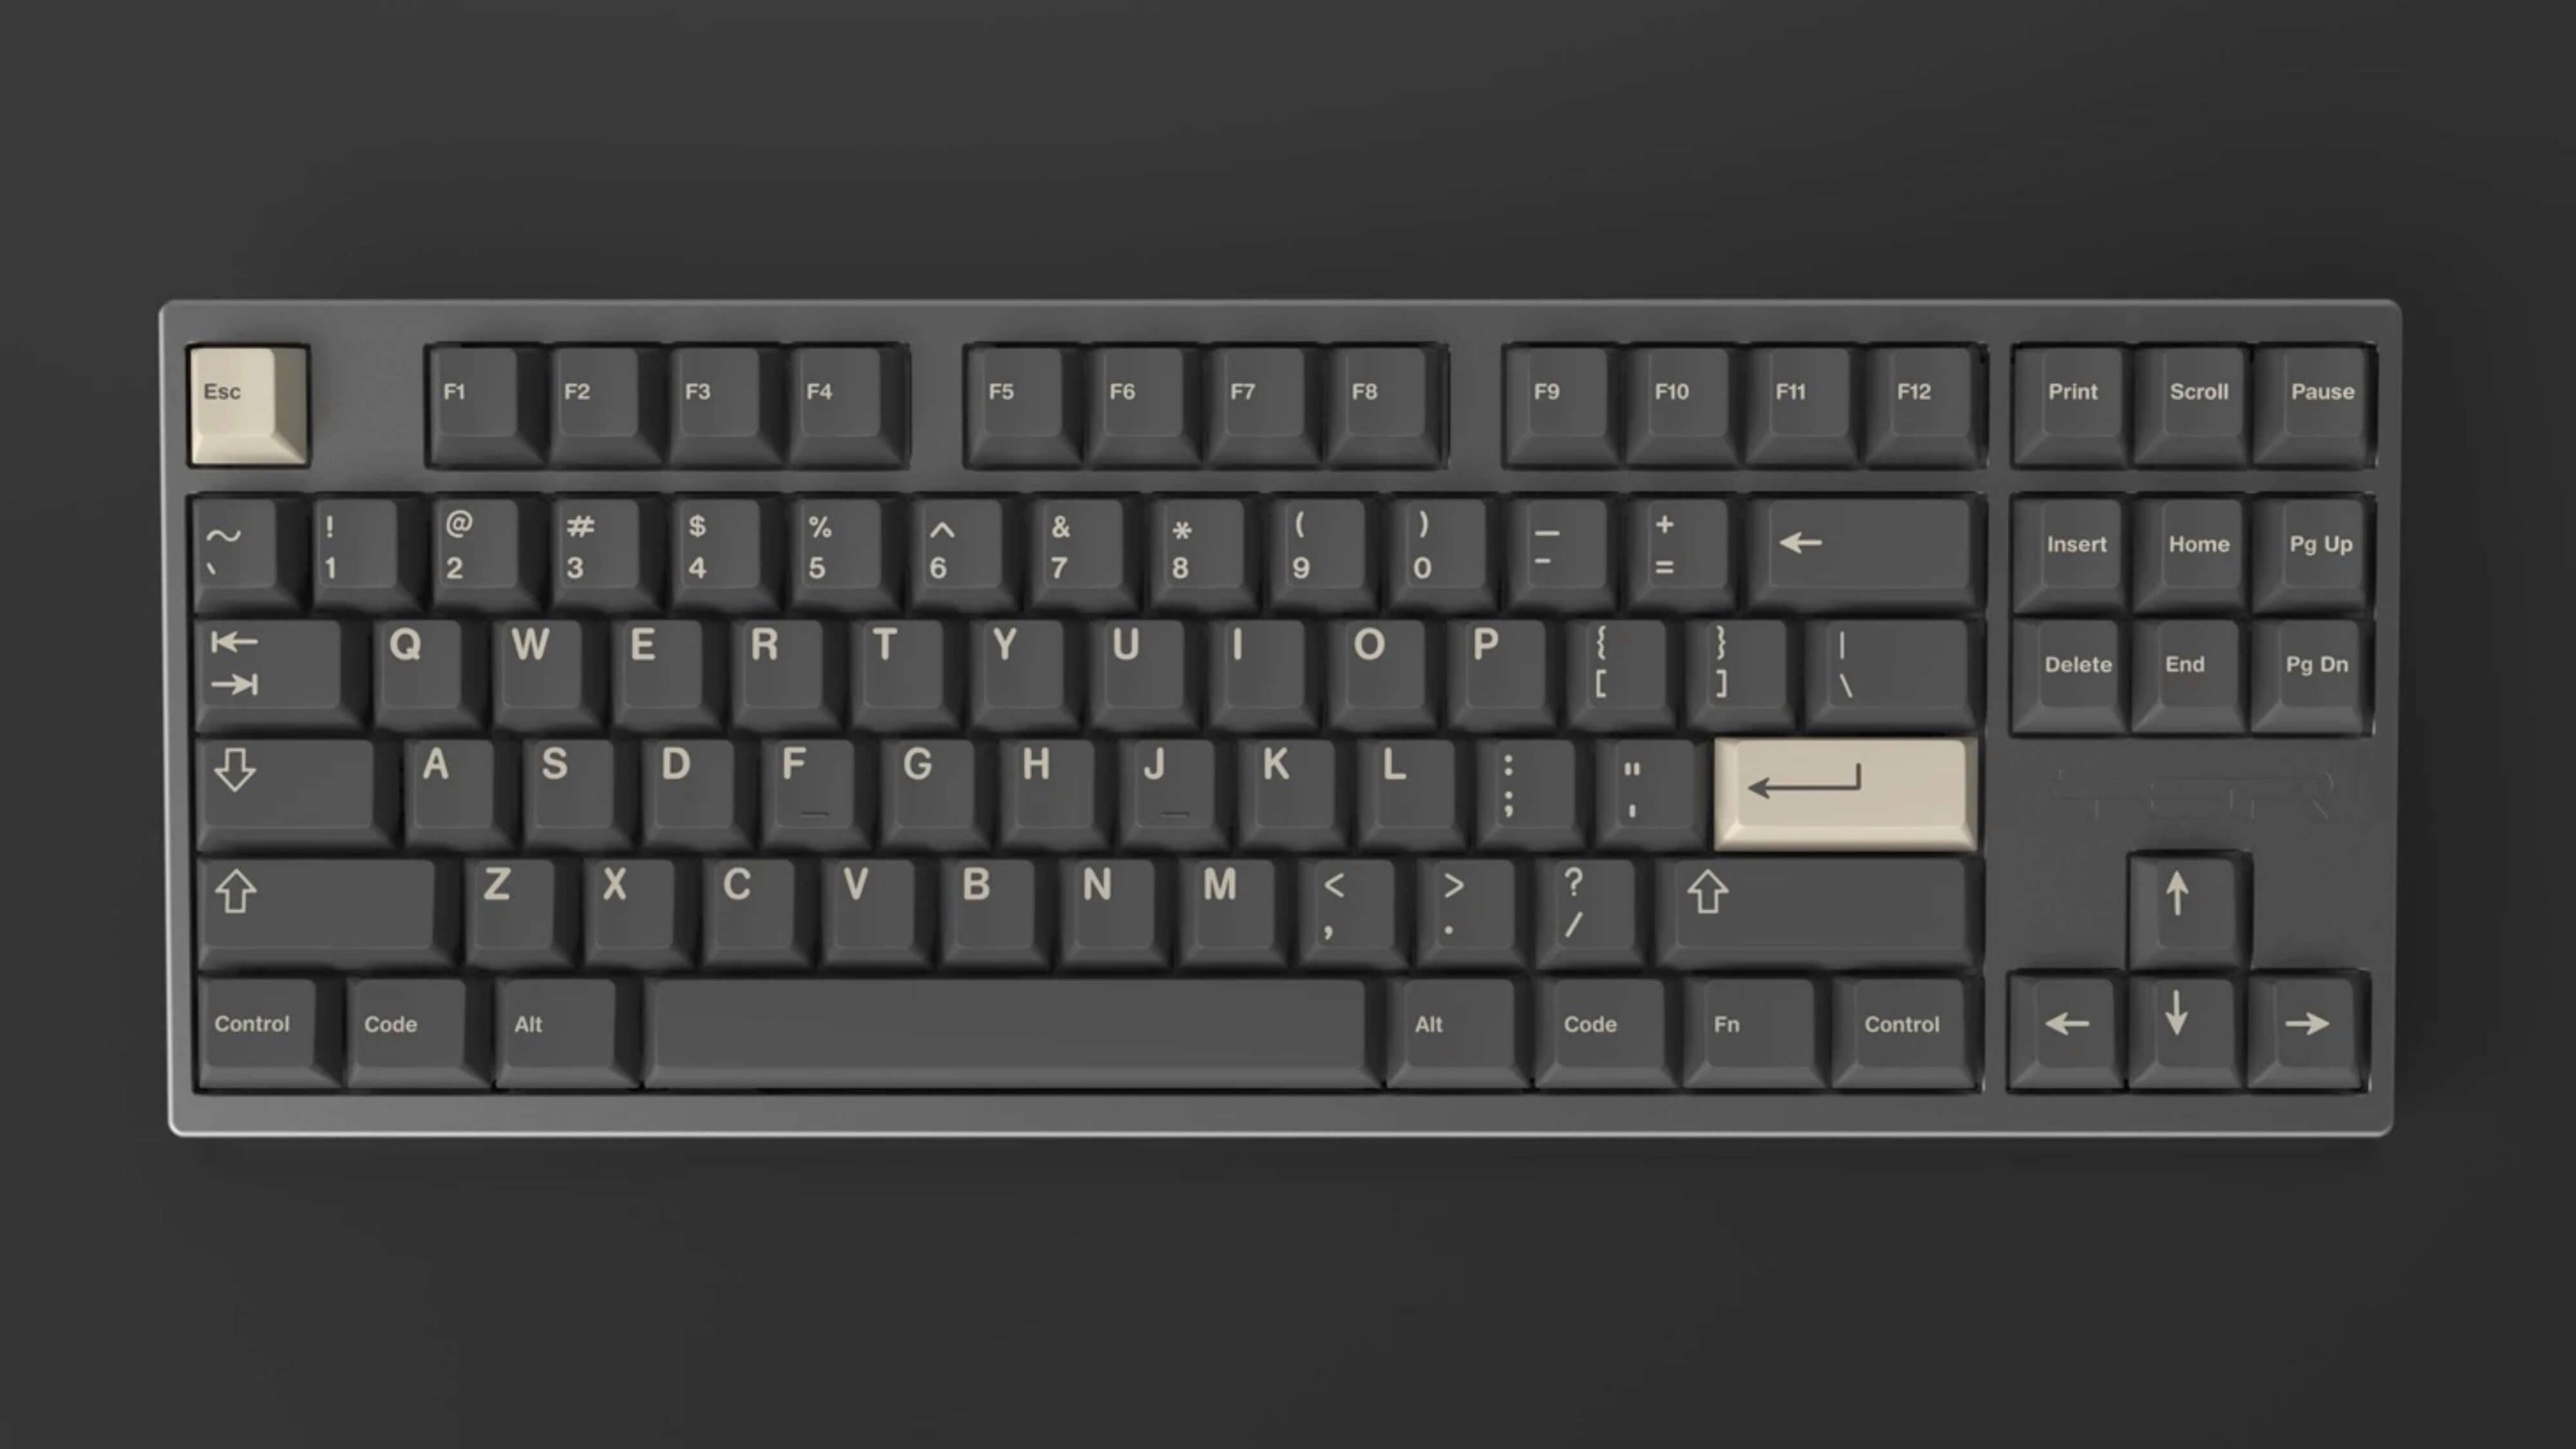 Esc F1 F2 F3 F4 F5 F6 F7 F8 F9 F10 F11 F12 Print Scroll Pause
~ ! @ # $ % ^ & * ( ) _ +
` 1 2 3 4 5 6 7 8 9 0 - = ← Insert Home Pg Up
Q W E R T Y U I O P { } |
[ ] \ Delete End Pg Dn
A S D F G H J K L : "
; '
Z X C V B N M < > ?
, . /
Control Code Alt Alt Code Fn Control ← ↓ →